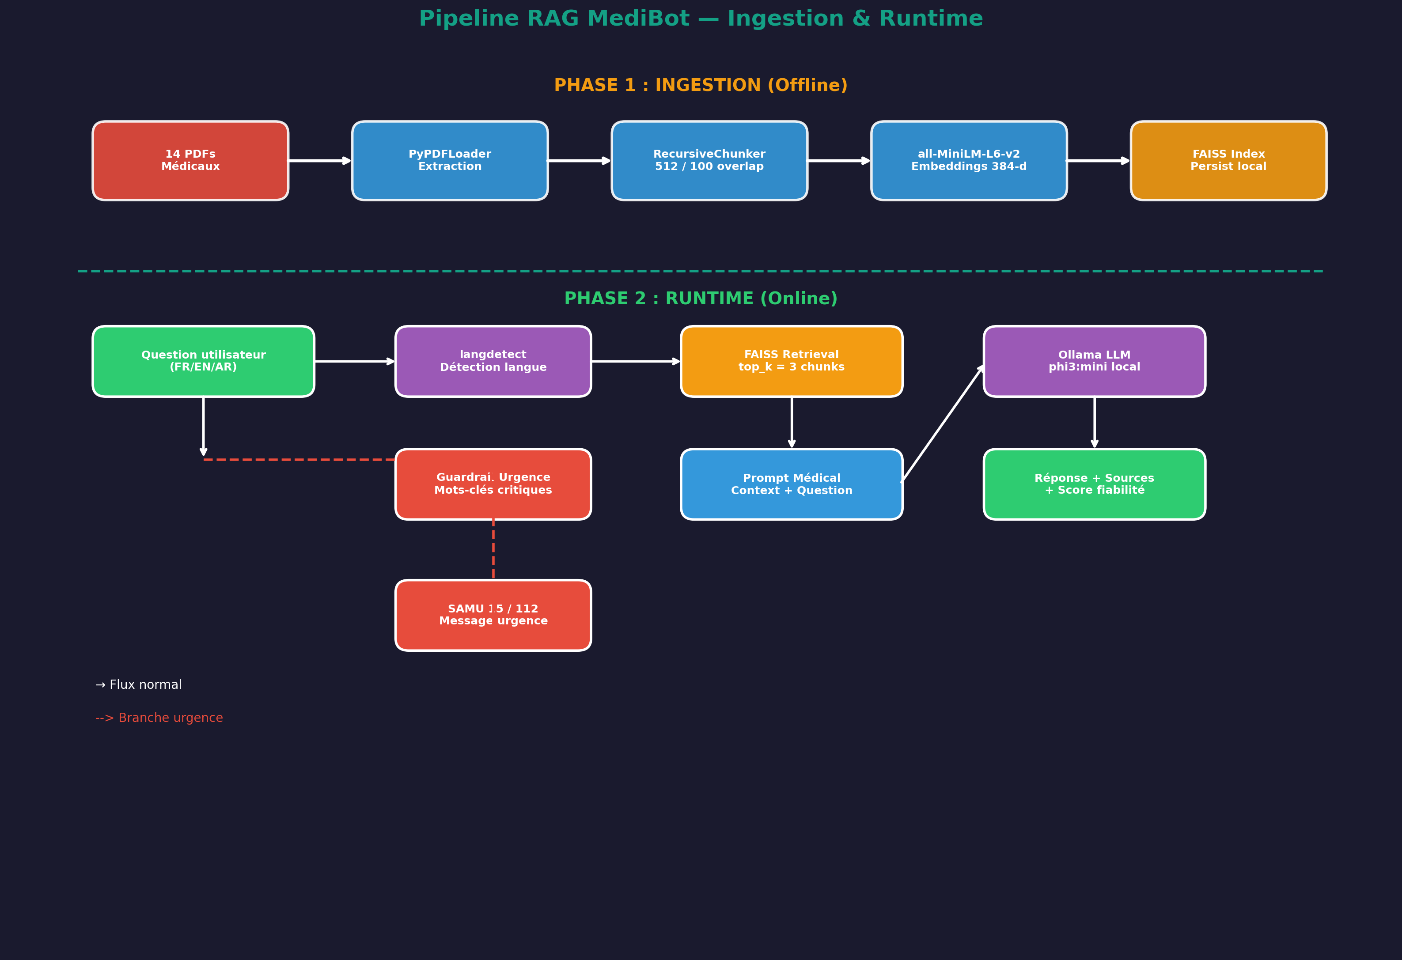 Pipeline RAG MediBot — Ingestion & Runtime
PHASE 1 : INGESTION (Offline)
14 PDFs
Médicaux
PyPDFLoader
Extraction
RecursiveChunker
512 / 100 overlap
all-MiniLM-L6-v2
Embeddings 384-d
FAISS Index
Persist local
PHASE 2 : RUNTIME (Online)
Question utilisateur
(FR/EN/AR)
langdetect
Détection langue
FAISS Retrieval
top_k = 3 chunks
Ollama LLM
phi3:mini local
Guardrail Urgence
Mots-clés critiques
Prompt Médical
Context + Question
Réponse + Sources
+ Score fiabilité
SAMU 15 / 112
Message urgence
→ Flux normal
--> Branche urgence